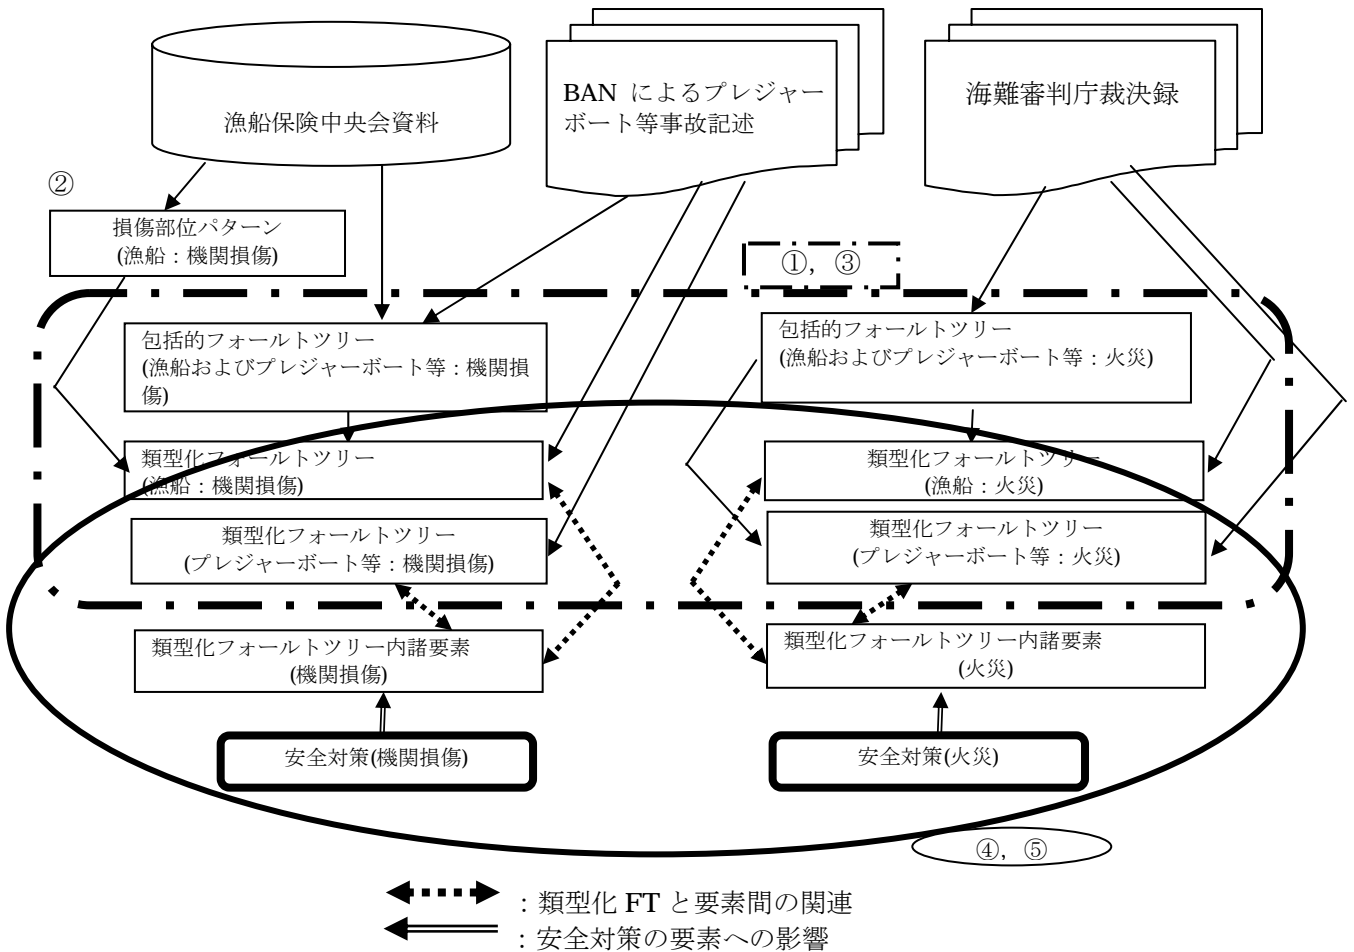 漁船保険中央会資料
BAN によるプレジャー
ボート等事故記述
海難審判庁裁決録
②
損傷部位パターン
(漁船：機関損傷)
①，③
包括的フォールトツリー
(漁船およびプレジャーボート等：機関損
傷)
包括的フォールトツリー
(漁船およびプレジャーボート等：火災)
類型化フォールトツリー
(漁船：機関損傷)
類型化フォールトツリー
(漁船：火災)
類型化フォールトツリー
(プレジャーボート等：機関損傷)
類型化フォールトツリー
(プレジャーボート等：火災)
類型化フォールトツリー内諸要素
(機関損傷)
類型化フォールトツリー内諸要素
(火災)
安全対策(機関損傷)
安全対策(火災)
④，⑤
：類型化 FT と要素間の関連
：安全対策の要素への影響